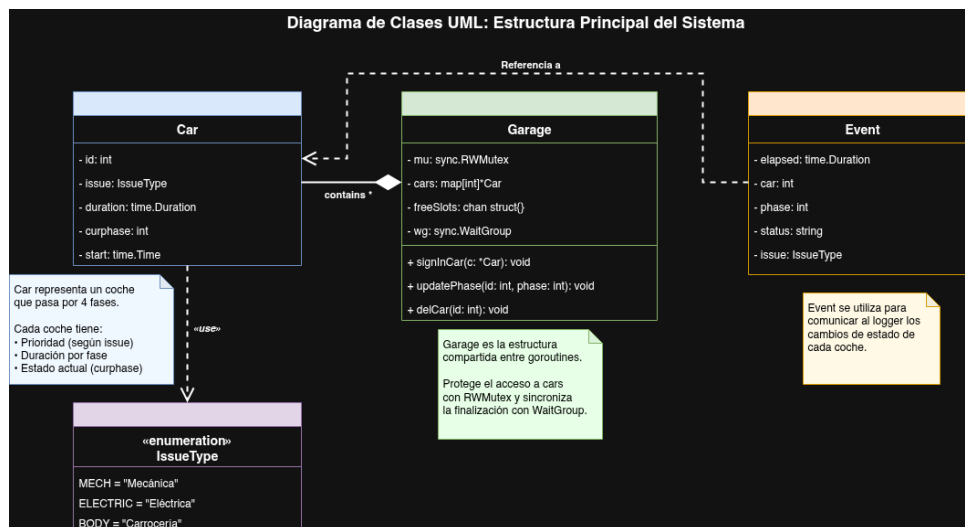 Diagrama de Clases UML: Estructura Principal del Sistema
Referencia a
Car
- id: int
- issue: IssueType
- duration: time.Duration
- curphase: int
- start: time.Time
contains *
Garage
- mu: sync.RWMutex
- cars: map[int]*Car
- freeSlots: chan struct{}
- wg: sync.WaitGroup
+ signInCar(c: *Car): void
+ updatePhase(id: int, phase: int): void
+ delCar(id: int): void
Event
- elapsed: time.Duration
- car: int
- phase: int
- status: string
- issue: IssueType
Car representa un coche
que pasa por 4 fases.
Cada coche tiene:
• Prioridad (según issue)
• Duración por fase
• Estado actual (curphase)
«use»
Garage es la estructura
compartida entre goroutines.
Protege el acceso a cars
con RWMutex y sincroniza
la finalización con WaitGroup.
Event se utiliza para
comunicar al logger los
cambios de estado de
cada coche.
«enumeration»
IssueType
MECH = "Mecánica"
ELECTRIC = "Eléctrica"
BODY = "Carrocería"